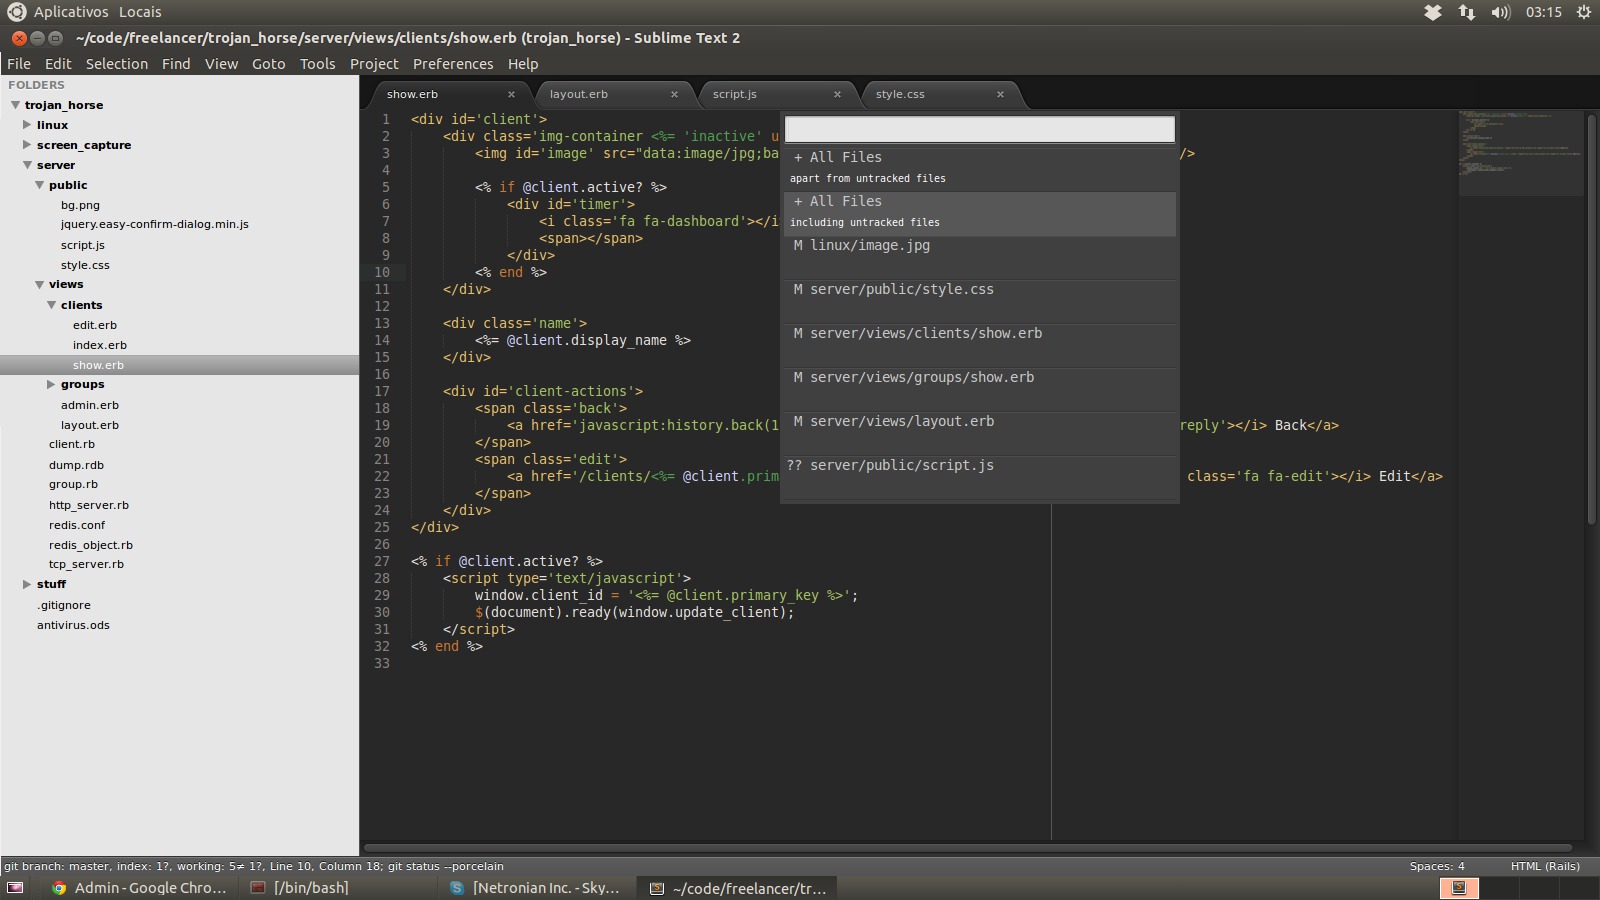 Aplicativos Locais 03:15
~/code/freelancer/trojan_horse/server/views/clients/show.erb (trojan_horse) - Sublime Text 2
File Edit Selection Find View Goto Tools Project Preferences Help
FOLDERS
trojan_horse
linux
screen_capture
server
public
bg.png
jquery.easy-confirm-dialog.min.js
script.js
style.css
views
clients
edit.erb
index.erb
show.erb
groups
admin.erb
layout.erb
client.rb
dump.rdb
group.rb
http_server.rb
redis.conf
redis_object.rb
tcp_server.rb
stuff
.gitignore
antivirus.ods
show.erb × layout.erb × script.js × style.css ×
1 <div id='client'>
2 <div class='img-container <%= 'inactive' u
3 <img id='image' src="data:image/jpg;ba />
4
5 <% if @client.active? %>
6 <div id='timer'>
7 <i class='fa fa-dashboard'></i
8 <span></span>
9 </div>
10 <% end %>
11 </div>
12
13 <div class='name'>
14 <%= @client.display_name %>
15 </div>
16
17 <div id='client-actions'>
18 <span class='back'>
19 <a href='javascript:history.back(1 reply'></i> Back</a>
20 </span>
21 <span class='edit'>
22 <a href='/clients/<%= @client.prim class='fa fa-edit'></i> Edit</a>
23 </span>
24 </div>
25 </div>
26
27 <% if @client.active? %>
28 <script type='text/javascript'>
29 window.client_id = '<%= @client.primary_key %>';
30 $(document).ready(window.update_client);
31 </script>
32 <% end %>
33
+ All Files
apart from untracked files
+ All Files
including untracked files
M linux/image.jpg
M server/public/style.css
M server/views/clients/show.erb
M server/views/groups/show.erb
M server/views/layout.erb
?? server/public/script.js
git branch: master, index: 1?, working: 5≠ 1?, Line 10, Column 18; git status --porcelain Spaces: 4 HTML (Rails)
Admin - Google Chro... [/bin/bash] [Netronian Inc. - Sky... ~/code/freelancer/tr...